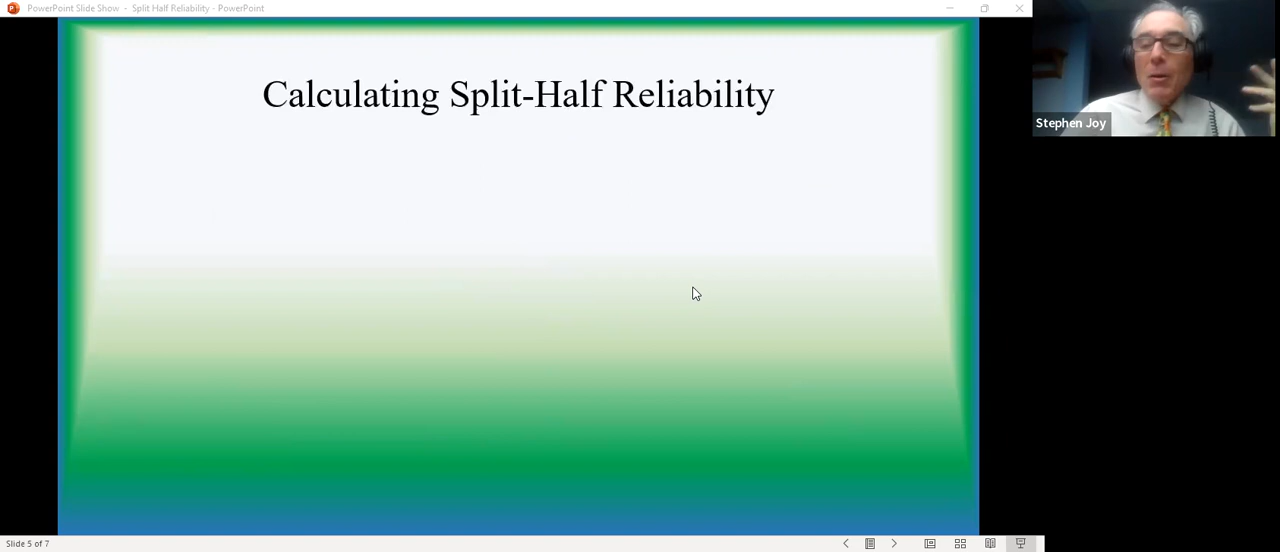 PowerPoint Slide Show - Split Half Reliability - PowerPoint
Calculating Split-Half Reliability
Stephen Joy
Slide 5 of 7